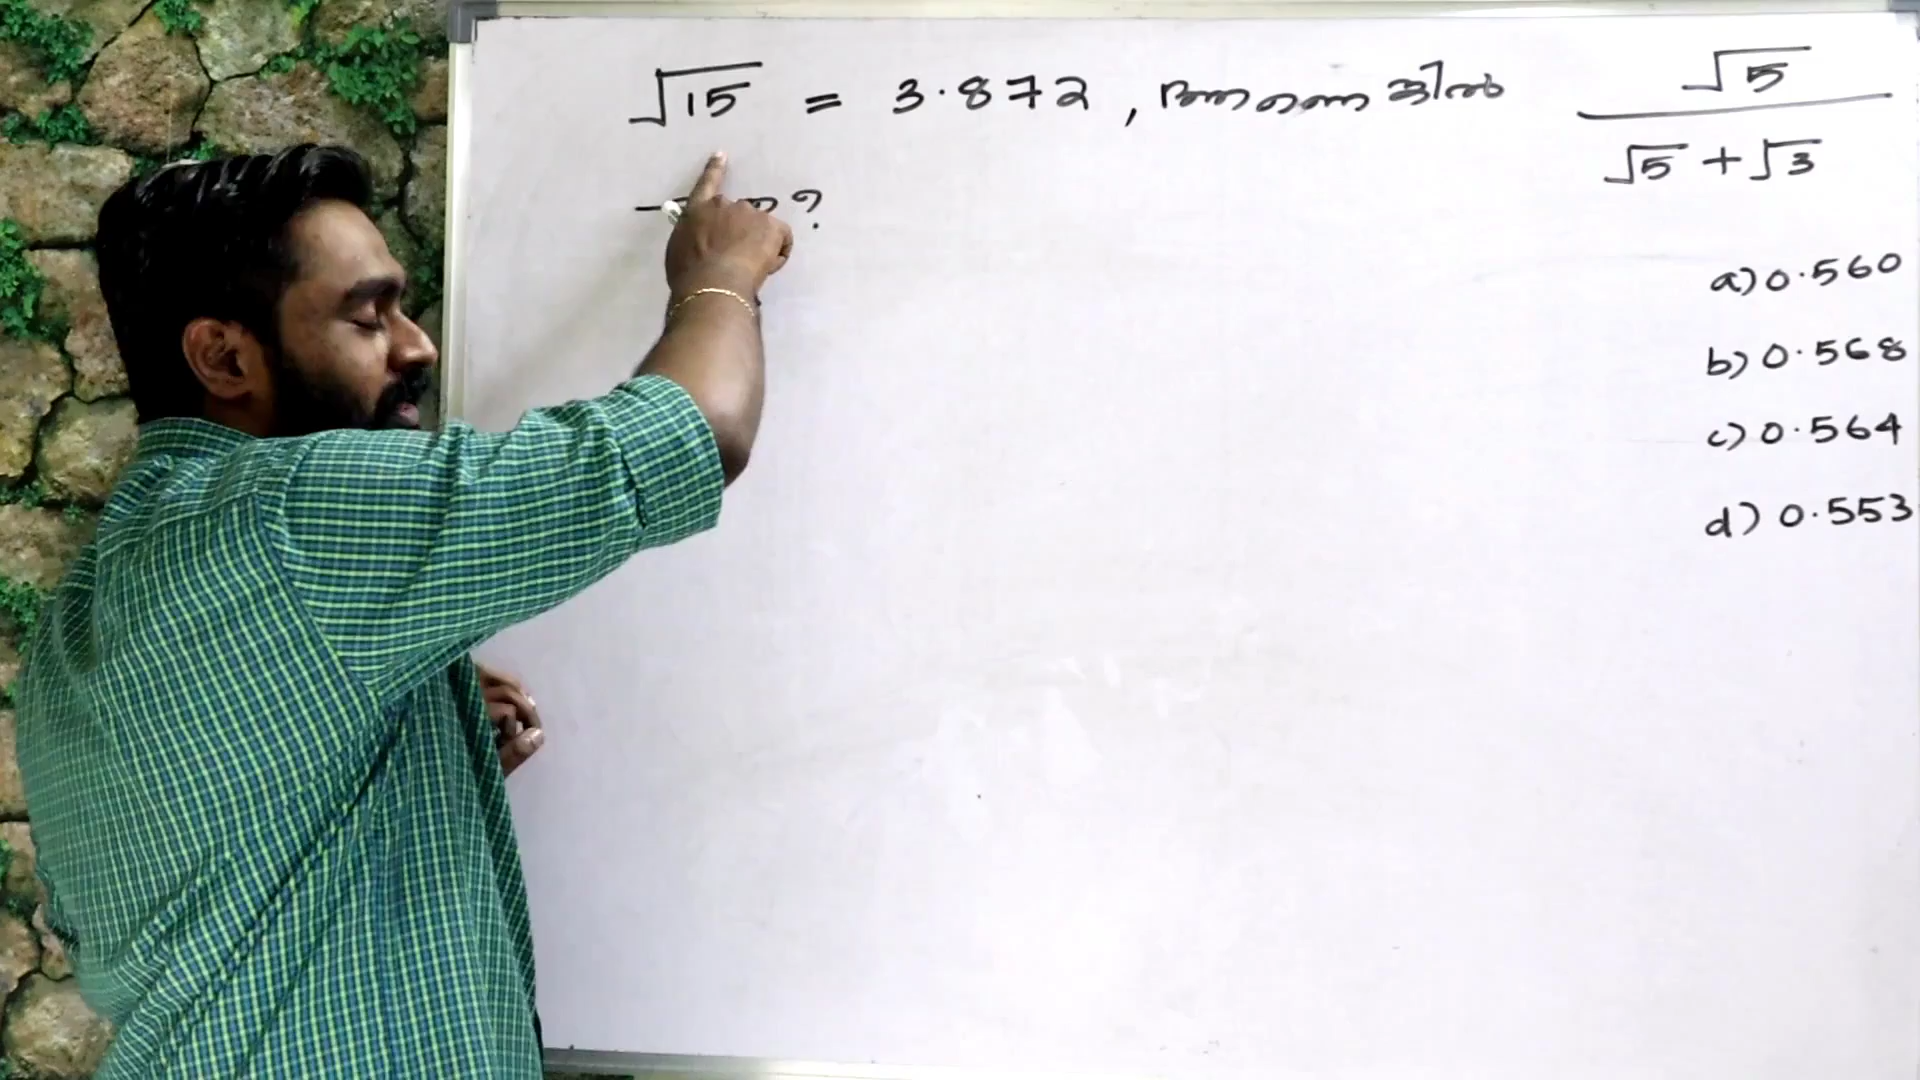 √15 = 3.872, ആണെങ്കിൽ √5 / √5 + √3
?
a) 0.560
b) 0.568
c) 0.564
d) 0.553